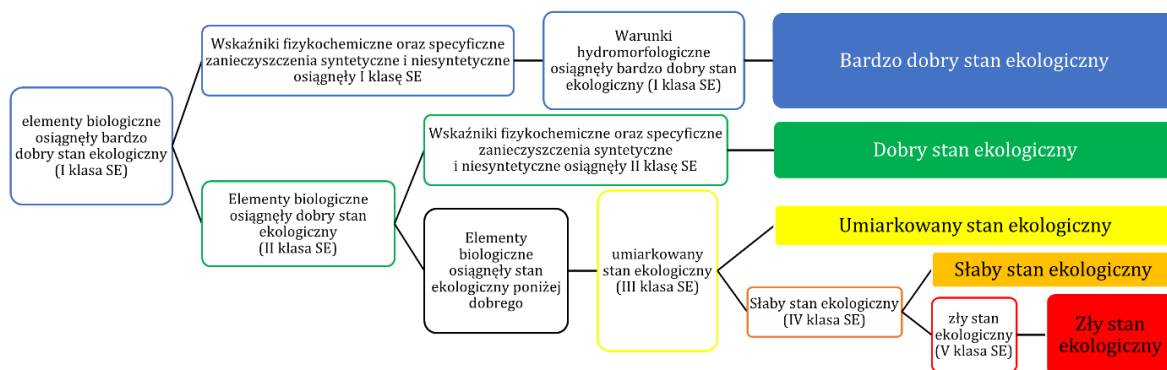 elementy biologiczne
osiągnęły bardzo
dobry stan ekologiczny
(I klasa SE)
Wskaźniki fizykochemiczne oraz specyficzne
zanieczyszczenia syntetyczne i niesyntetyczne
osiągnęły I klasę SE
Warunki
hydromorfologiczne
osiągnęły bardzo dobry stan
ekologiczny (I klasa SE)
Bardzo dobry stan ekologiczny
Elementy biologiczne
osiągnęły dobry stan
ekologiczny
(II klasa SE)
Wskaźniki fizykochemiczne oraz specyficzne
zanieczyszczenia syntetyczne
i niesyntetyczne osiągnęły II klasę SE
Dobry stan ekologiczny
Elementy
biologiczne
osiągnęły stan
ekologiczny poniżej
dobrego
umiarkowany
stan ekologiczny
(III klasa SE)
Umiarkowany stan ekologiczny
Słaby stan ekologiczny
(IV klasa SE)
Słaby stan ekologiczny
zły stan
ekologiczny
(V klasa SE)
Zły stan
ekologiczny